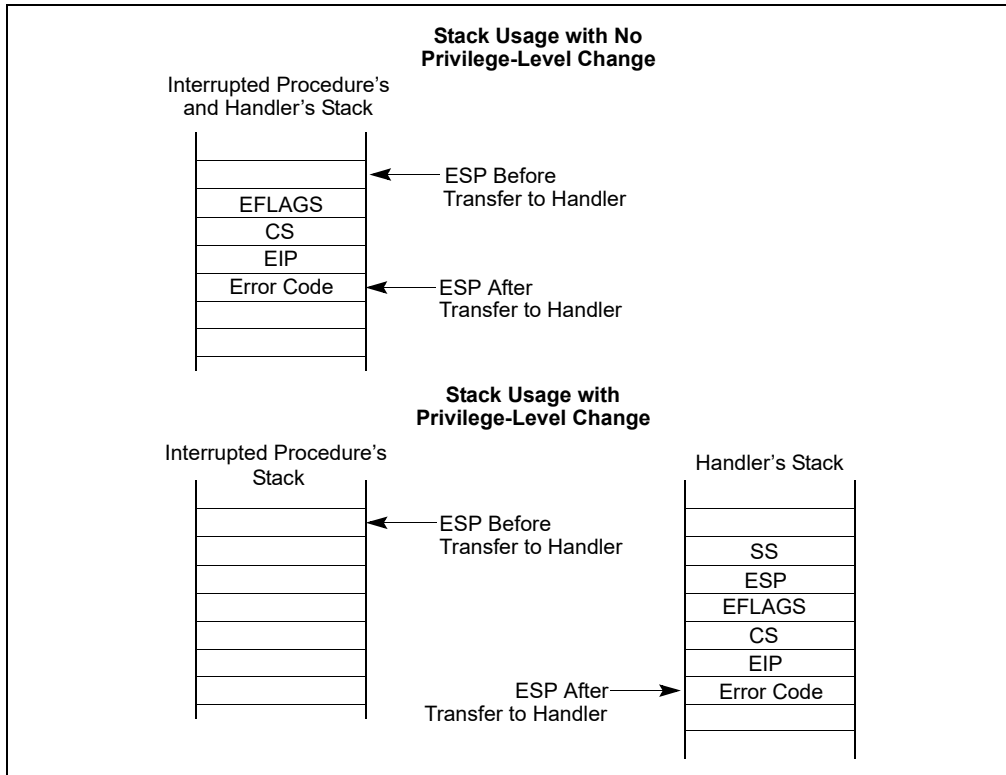 Stack Usage with No
Privilege-Level Change
Interrupted Procedure’s
and Handler’s Stack
ESP Before
Transfer to Handler
EFLAGS
CS
EIP
Error Code
ESP After
Transfer to Handler
Stack Usage with
Privilege-Level Change
Interrupted Procedure’s
Stack
Handler’s Stack
ESP Before
Transfer to Handler
SS
ESP
EFLAGS
CS
EIP
ESP After
Transfer to Handler
Error Code